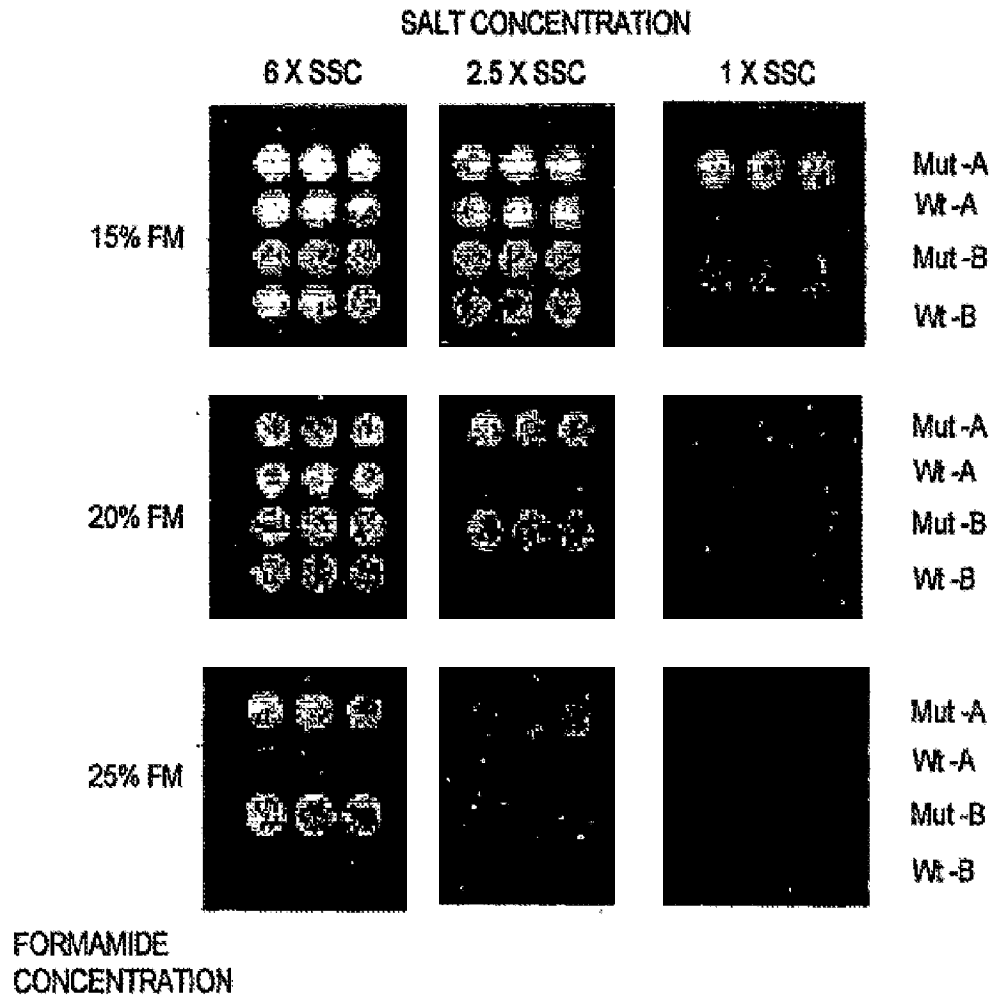 SALT CONCENTRATION
6 X SSC 2.5 X SSC 1 X SSC
15% FM
Mut-A
Wt-A
Mut-B
Wt-B
20% FM
Mut-A
Wt-A
Mut-B
Wt-B
25% FM
Mut-A
Wt-A
Mut-B
Wt-B
FORMAMIDE
CONCENTRATION